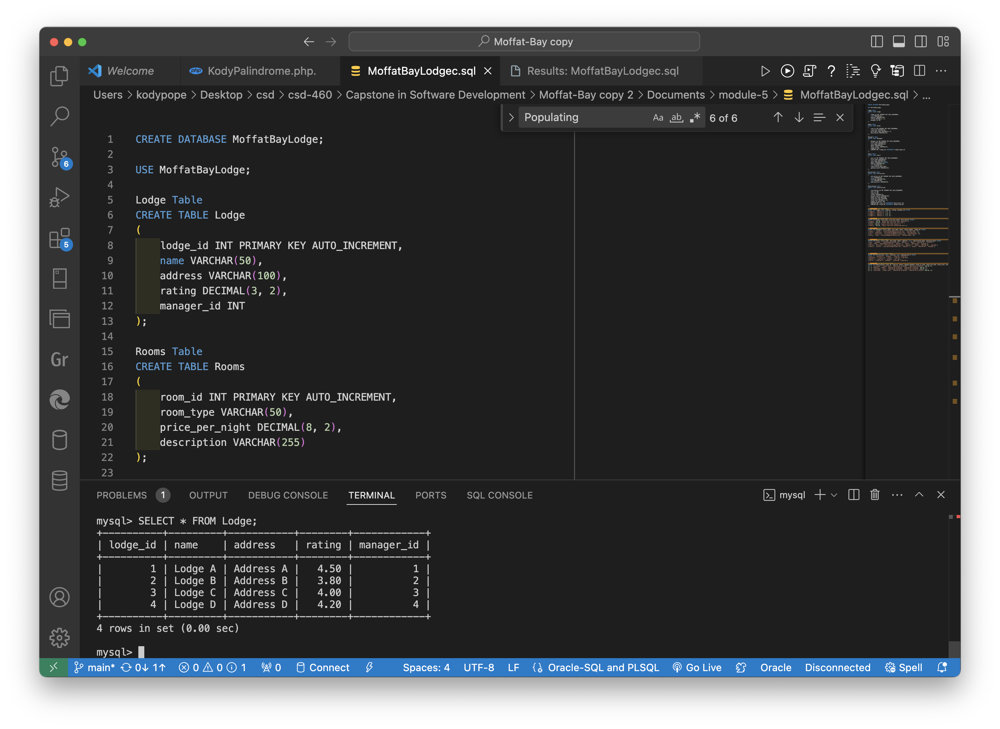 Moffat-Bay copy
Welcome
KodyPalindrome.php.
MoffatBayLodgec.sql
Results: MoffatBayLodgec.sql
Users > kodypope > Desktop > csd > csd-460 > Capstone in Software Development > Moffat-Bay copy 2 > Documents > module-5 > MoffatBayLodgec.sql > ...
Populating Aa ab .* 6 of 6
1 CREATE DATABASE MoffatBayLodge;
2
3 USE MoffatBayLodge;
4
5 Lodge Table
6 CREATE TABLE Lodge
7 (
8 lodge_id INT PRIMARY KEY AUTO_INCREMENT,
9 name VARCHAR(50),
10 address VARCHAR(100),
11 rating DECIMAL(3, 2),
12 manager_id INT
13 );
14
15 Rooms Table
16 CREATE TABLE Rooms
17 (
18 room_id INT PRIMARY KEY AUTO_INCREMENT,
19 room_type VARCHAR(50),
20 price_per_night DECIMAL(8, 2),
21 description VARCHAR(255)
22 );
23
6
5
Gr
PROBLEMS 1 OUTPUT DEBUG CONSOLE TERMINAL PORTS SQL CONSOLE mysql
mysql> SELECT * FROM Lodge;
+----------+---------+-----------+--------+------------+
| lodge_id | name    | address   | rating | manager_id |
+----------+---------+-----------+--------+------------+
|        1 | Lodge A | Address A |   4.50 |          1 |
|        2 | Lodge B | Address B |   3.80 |          2 |
|        3 | Lodge C | Address C |   4.00 |          3 |
|        4 | Lodge D | Address D |   4.20 |          4 |
+----------+---------+-----------+--------+------------+
4 rows in set (0.00 sec)
mysql>
main* 0↓ 1↑ 0 0 1 0 Connect Spaces: 4 UTF-8 LF Oracle-SQL and PLSQL Go Live Oracle Disconnected Spell